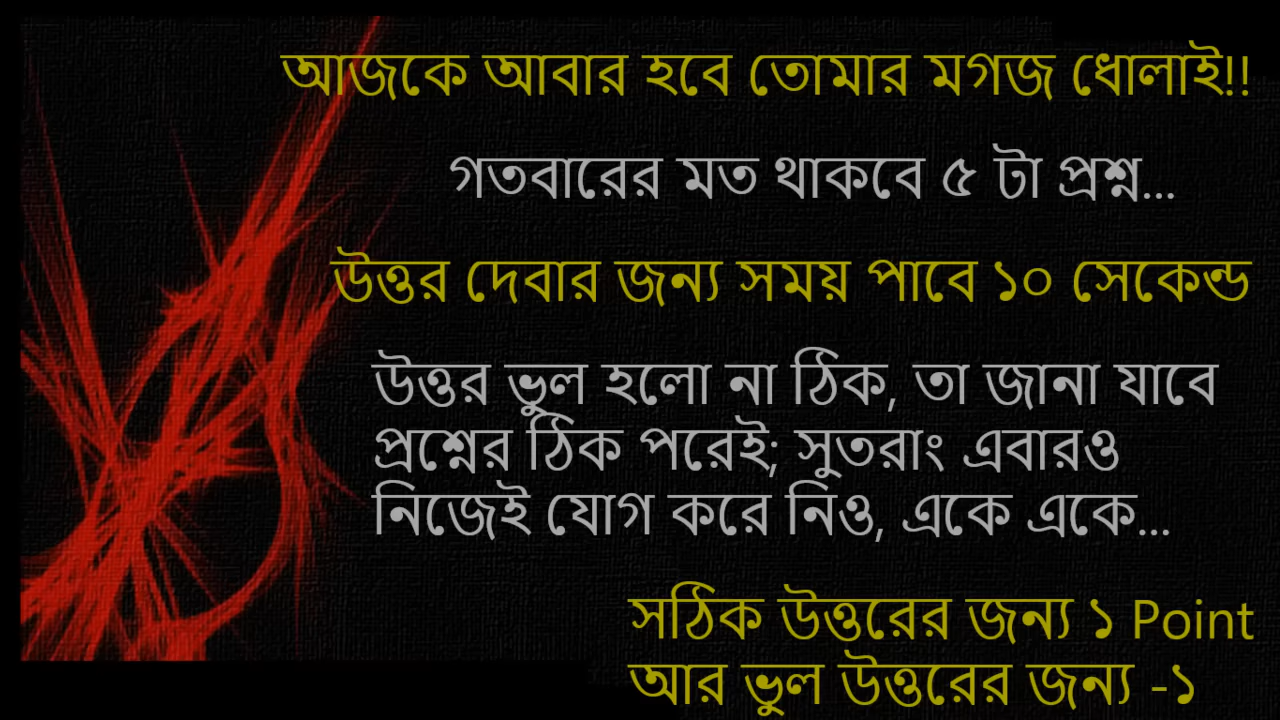 আজকে আবার হবে তোমার মগজ ধোলাই!!
গতবারের মত থাকবে ৫ টা প্রশ্ন...
উত্তর দেবার জন্য সময় পাবে ১০ সেকেন্ড
উত্তর ভুল হলো না ঠিক, তা জানা যাবে
প্রশ্নের ঠিক পরেই; সুতরাং এবারও
নিজেই যোগ করে নিও, একে একে...
সঠিক উত্তরের জন্য ১ Point
আর ভুল উত্তরের জন্য -১